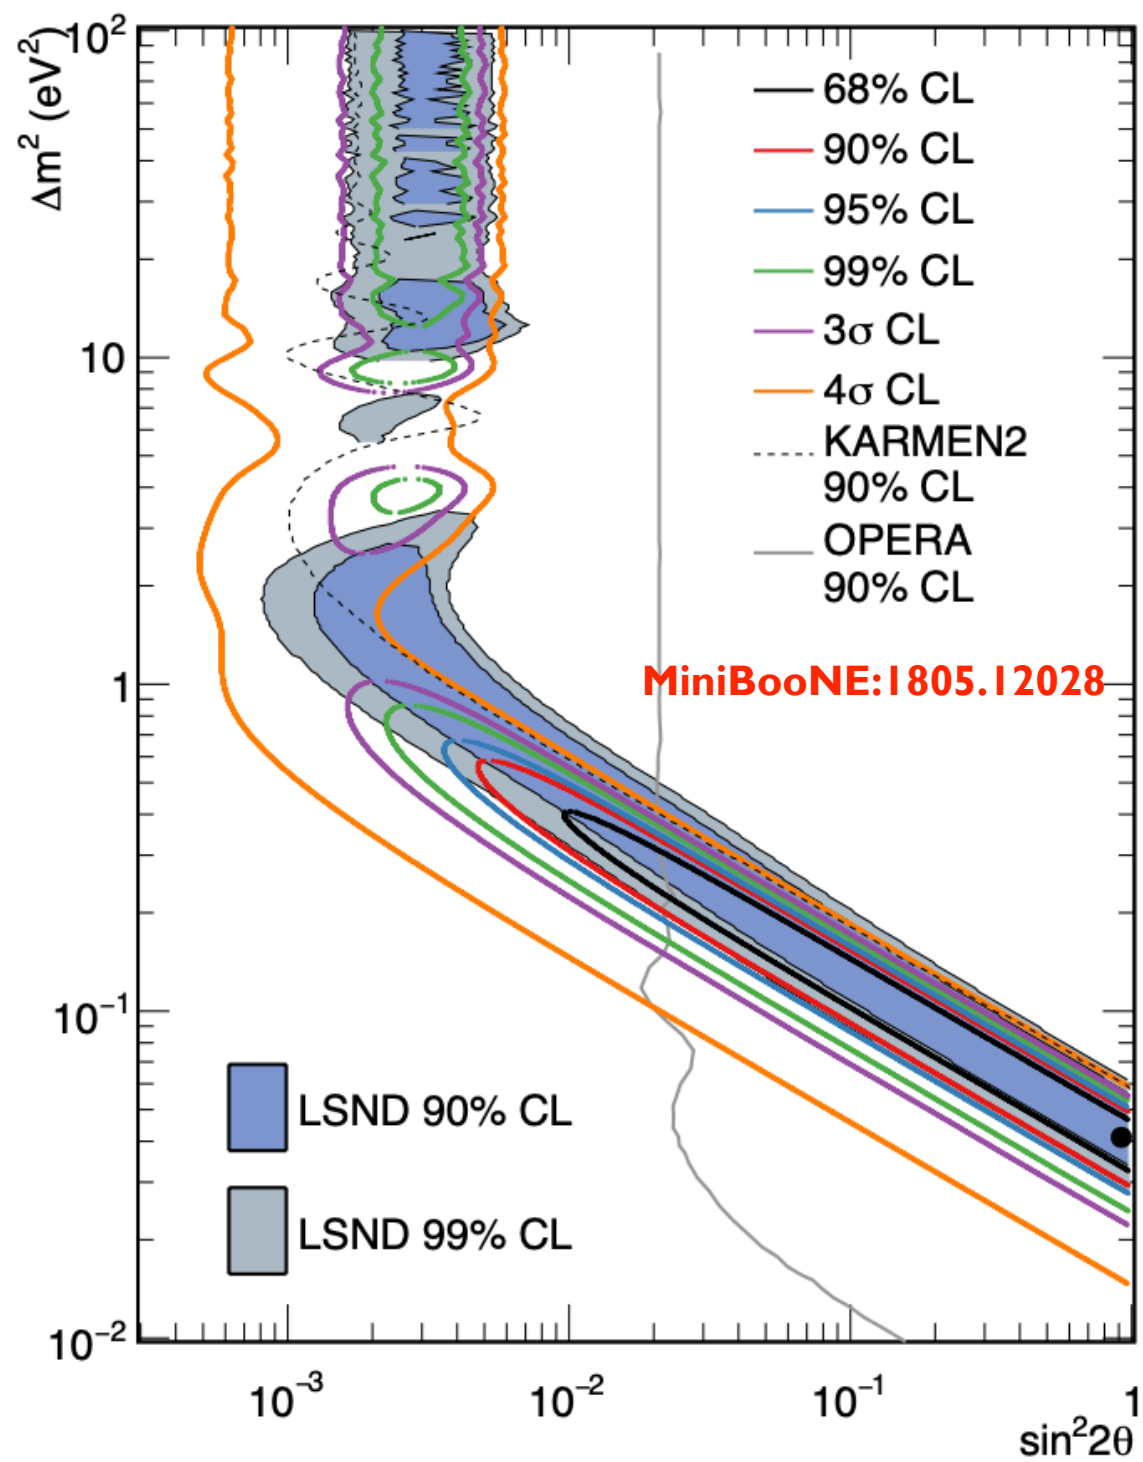 10²
Δm² (eV²)
68% CL
90% CL
95% CL
99% CL
3σ CL
4σ CL
KARMEN2
90% CL
OPERA
90% CL
10
MiniBooNE:1805.12028
1
10⁻¹
LSND 90% CL
LSND 99% CL
10⁻²
10⁻³ 10⁻² 10⁻¹ 1
sin²2θ